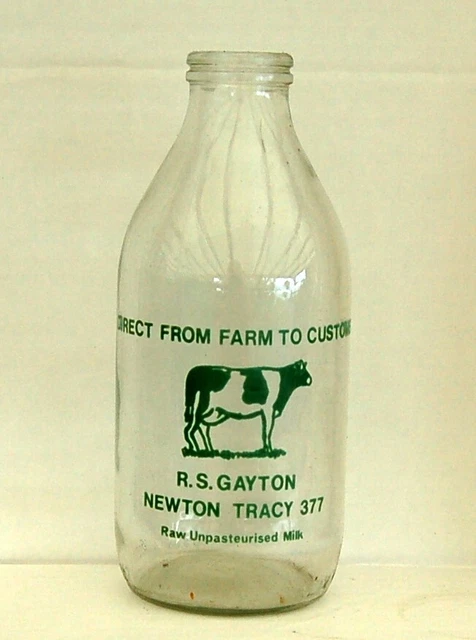 DIRECT FROM FARM TO CUSTOM
R.S. GAYTON
NEWTON TRACY 377
Raw Unpasteurised Milk